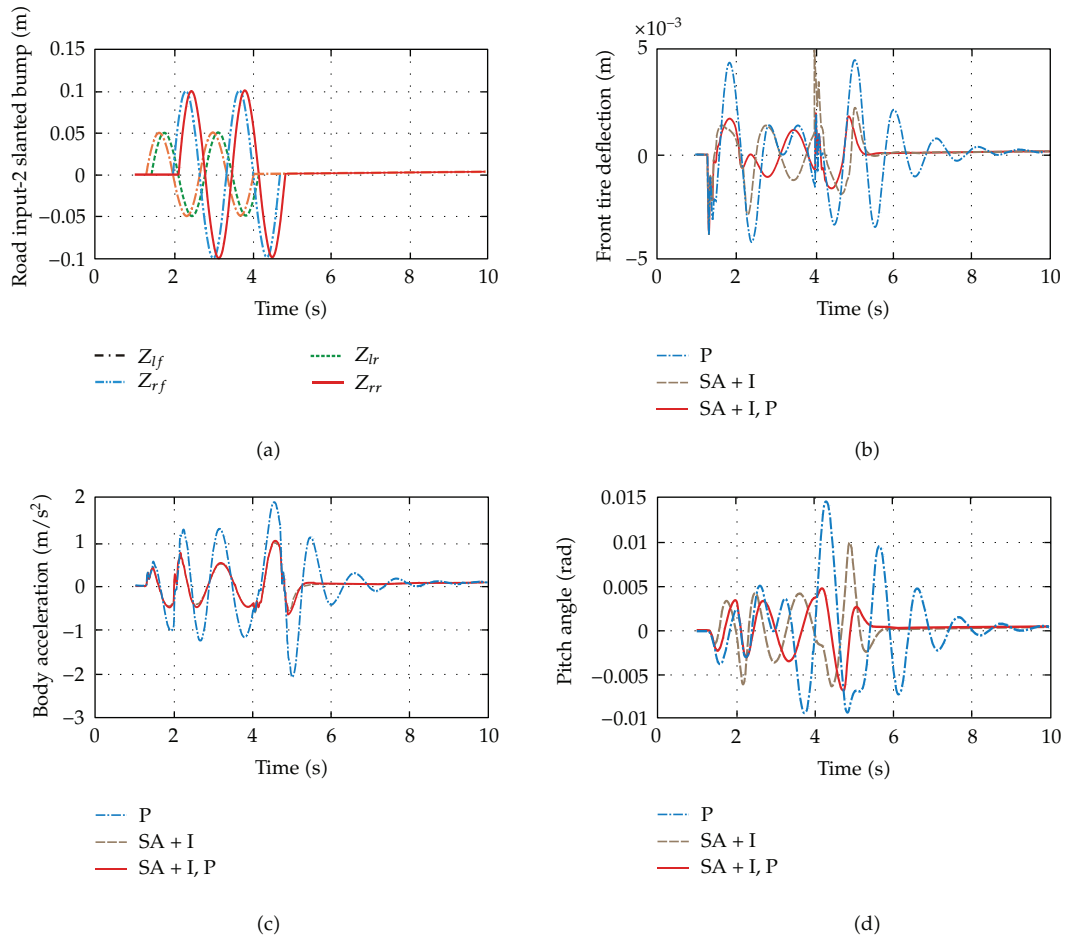 Road input-2 slanted bump (m)
0.15
0.1
0.05
0
−0.05
−0.1
0 2 4 6 8 10
Time (s)
Z_lf
Z_rf
Z_lr
Z_rr
(a)
×10⁻³
Front tire deflection (m)
5
0
−5
0 2 4 6 8 10
Time (s)
P
SA + I
SA + I, P
(b)
Body acceleration (m/s²)
2
1
0
−1
−2
−3
0 2 4 6 8 10
Time (s)
P
SA + I
SA + I, P
(c)
Pitch angle (rad)
0.015
0.01
0.005
0
−0.005
−0.01
0 2 4 6 8 10
Time (s)
P
SA + I
SA + I, P
(d)